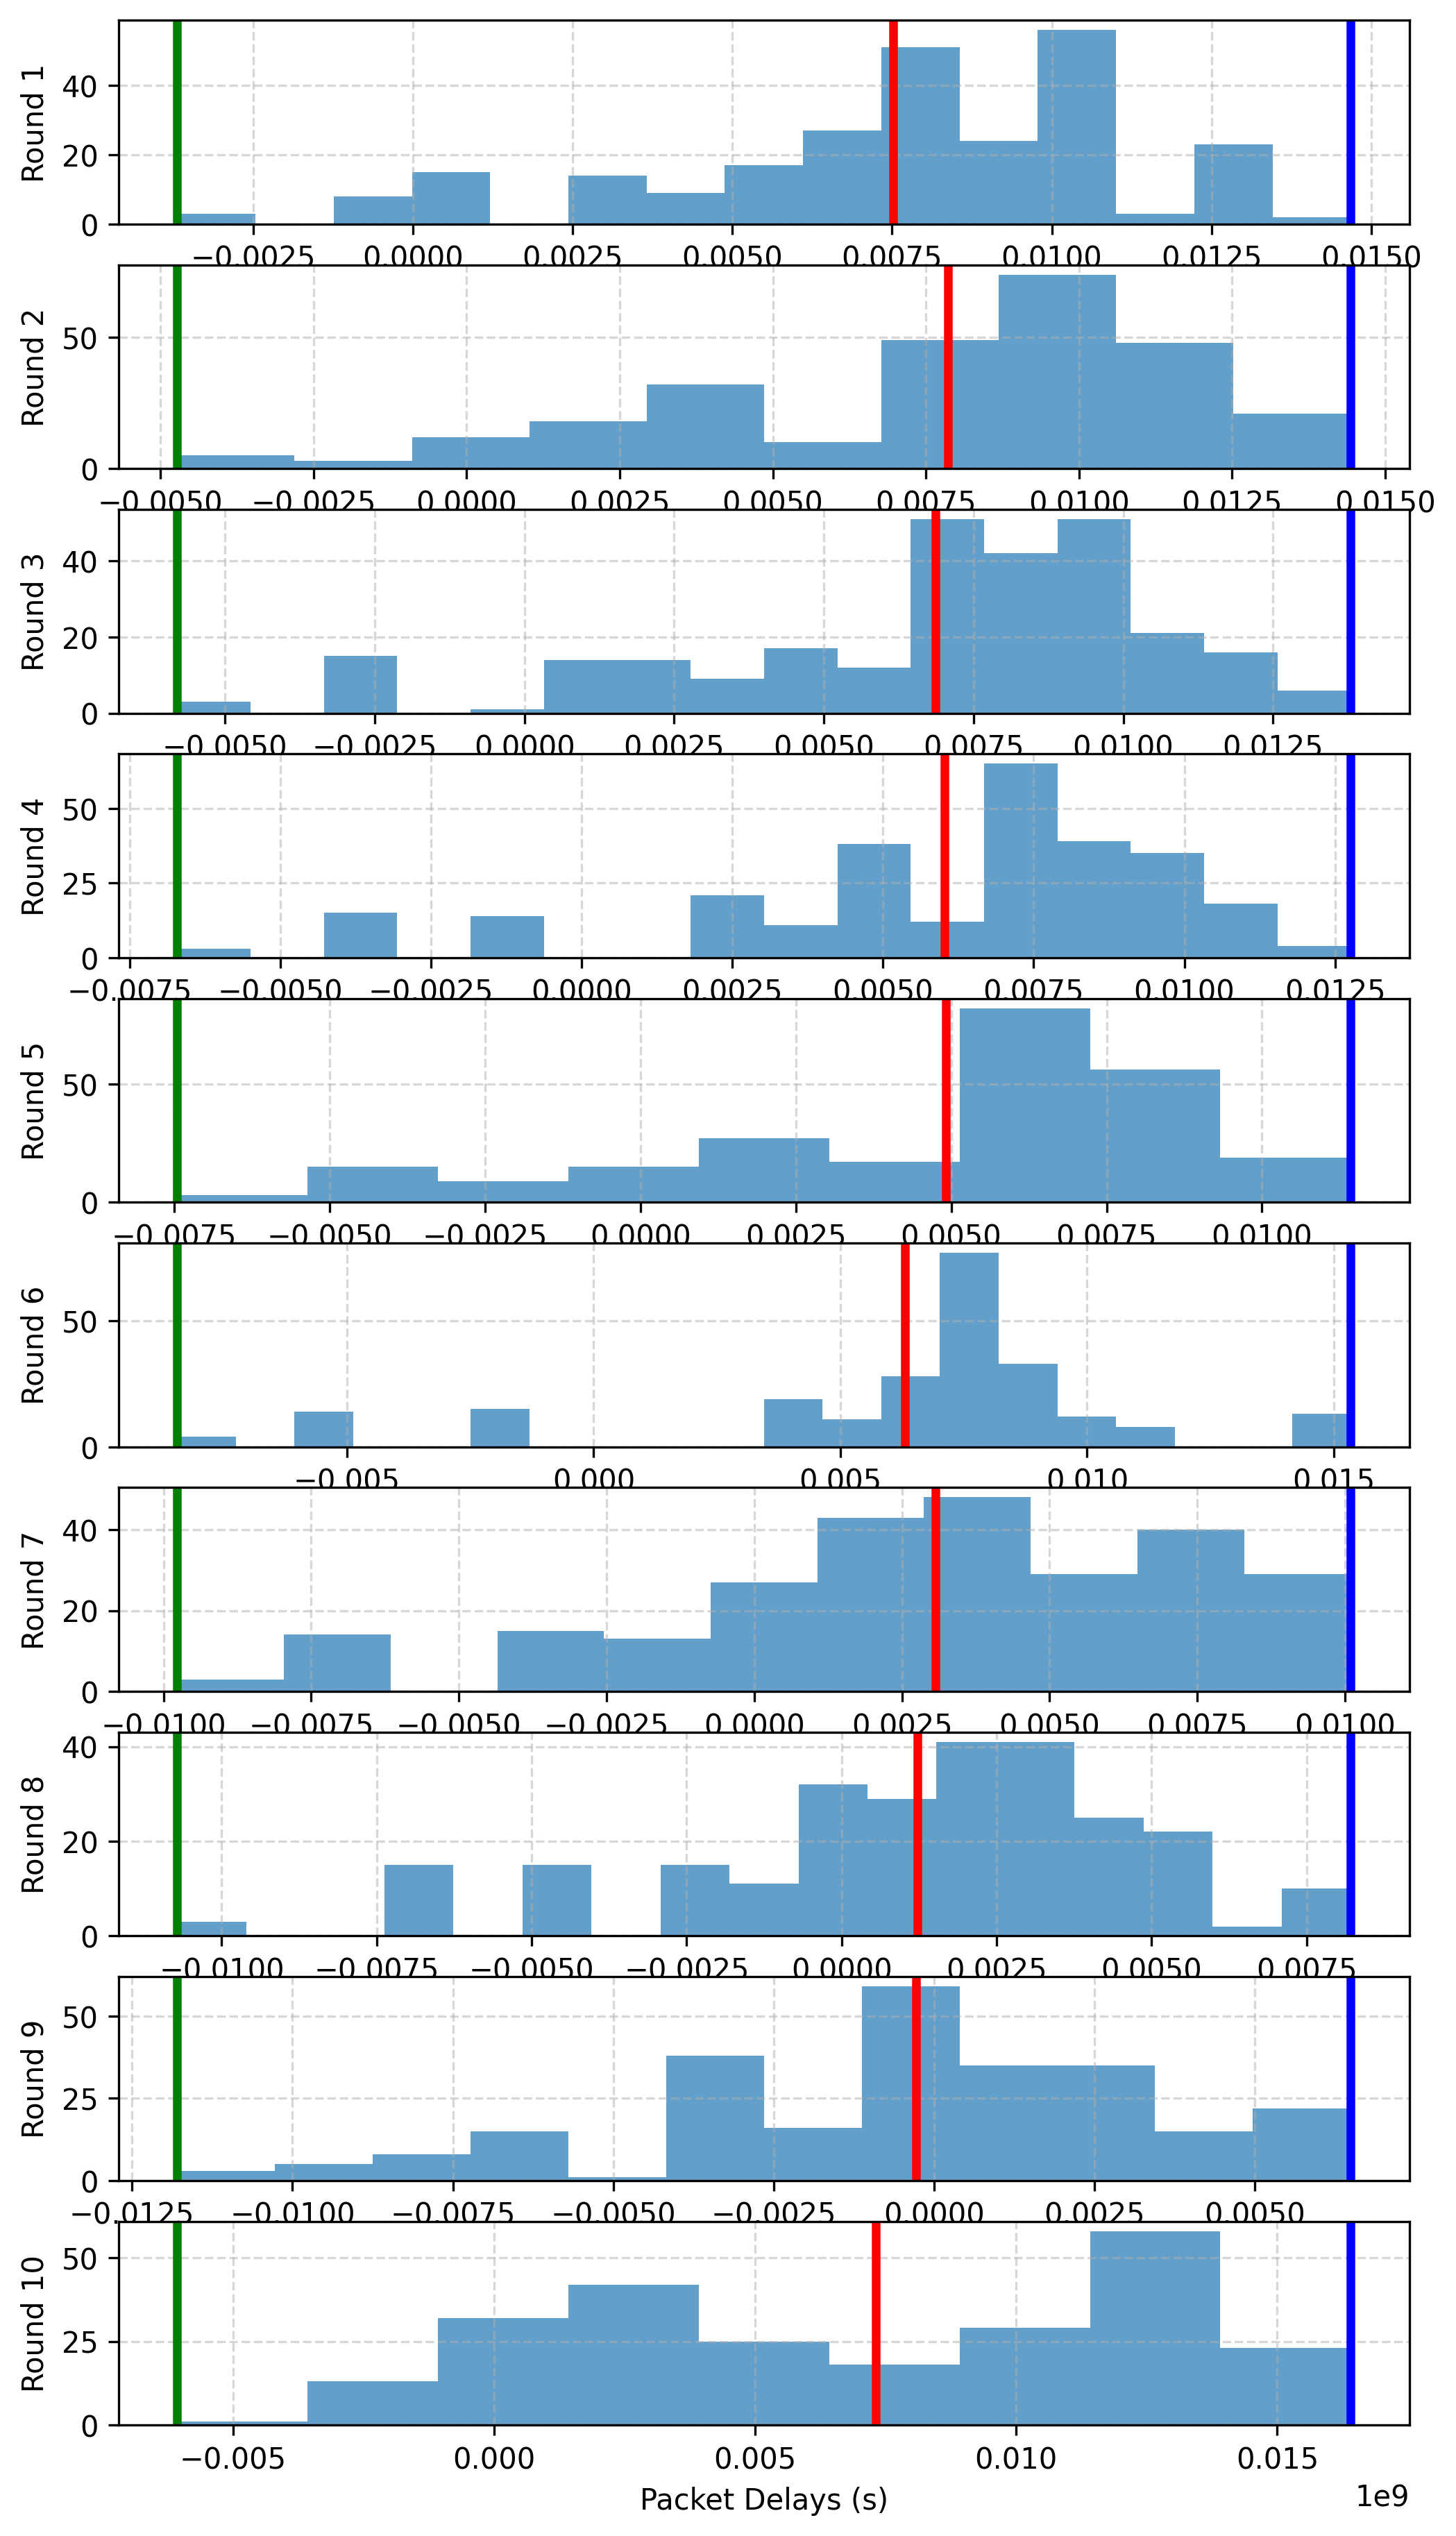 Round 1
40
20
0
−0.0025 0.0000 0.0025 0.0050 0.0075 0.0100 0.0125 0.0150
Round 2
50
0
−0.0050 −0.0025 0.0000 0.0025 0.0050 0.0075 0.0100 0.0125 0.0150
Round 3
40
20
0
−0.0050 −0.0025 0.0000 0.0025 0.0050 0.0075 0.0100 0.0125
Round 4
50
25
0
−0.0075 −0.0050 −0.0025 0.0000 0.0025 0.0050 0.0075 0.0100 0.0125
Round 5
50
0
−0.0075 −0.0050 −0.0025 0.0000 0.0025 0.0050 0.0075 0.0100
Round 6
50
0
−0.005 0.000 0.005 0.010 0.015
Round 7
40
20
0
−0.0100 −0.0075 −0.0050 −0.0025 0.0000 0.0025 0.0050 0.0075 0.0100
Round 8
40
20
0
−0.0100 −0.0075 −0.0050 −0.0025 0.0000 0.0025 0.0050 0.0075
Round 9
50
25
0
−0.0125 −0.0100 −0.0075 −0.0050 −0.0025 0.0000 0.0025 0.0050
Round 10
50
25
0
−0.005 0.000 0.005 0.010 0.015
Packet Delays (s)
1e9